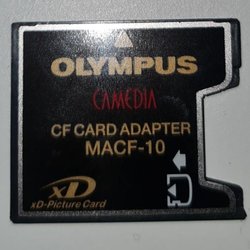 OLYMPUS
CAMEDIA
CF CARD ADAPTER
MACF-10
xD
xD-Picture Card